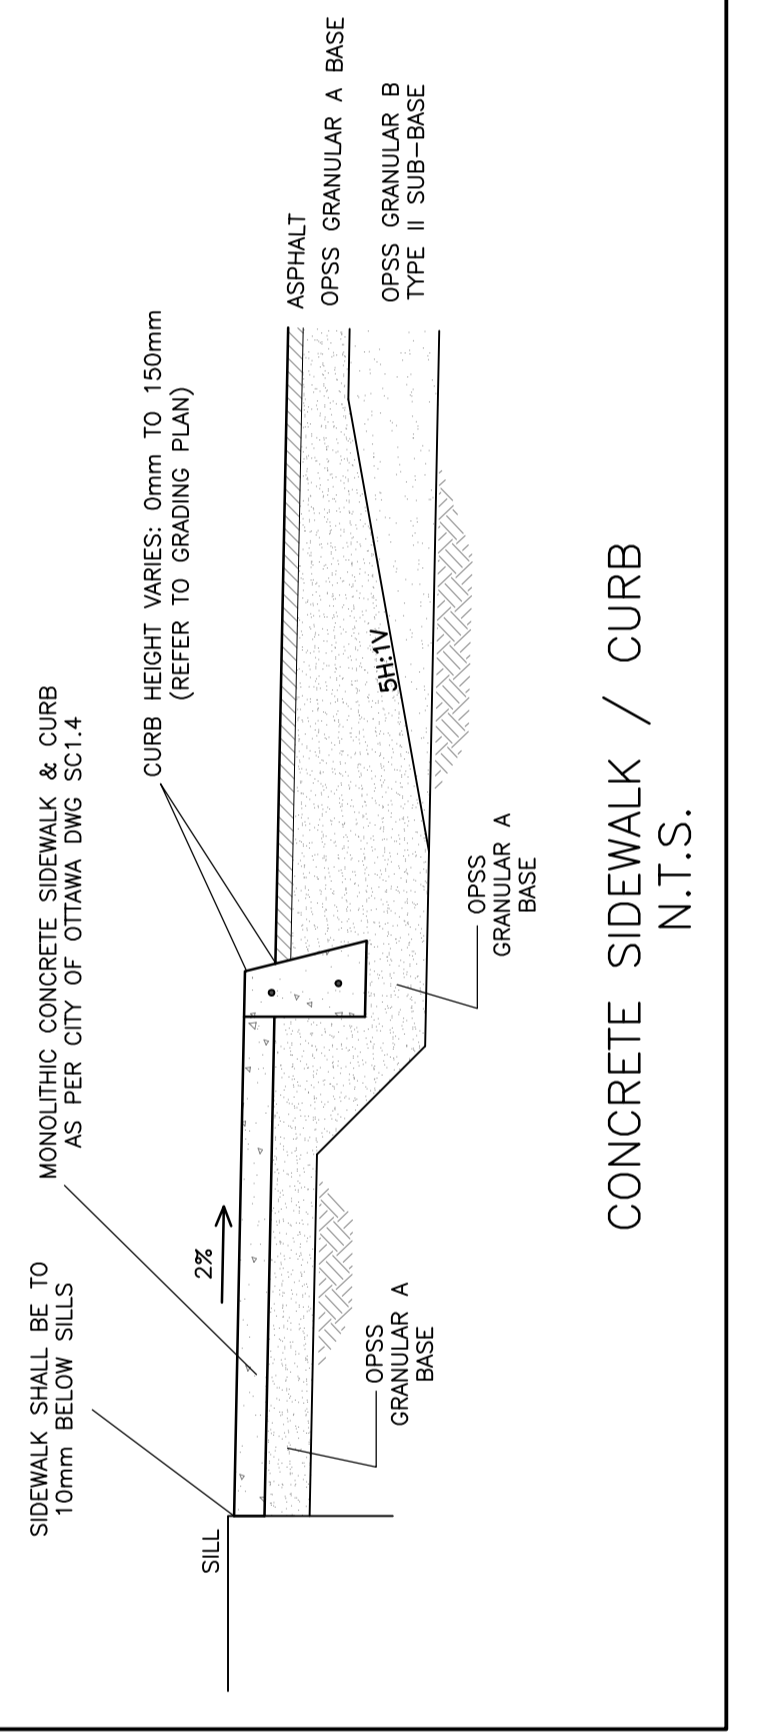 SIDEWALK SHALL BE TO
10mm BELOW SILLS
MONOLITHIC CONCRETE SIDEWALK & CURB
AS PER CITY OF OTTAWA DWG SC1.4
CURB HEIGHT VARIES: 0mm TO 150mm
(REFER TO GRADING PLAN)
SILL
2%
ASPHALT
OPSS GRANULAR A BASE
OPSS GRANULAR B
TYPE II SUB-BASE
5H:1V
OPSS
GRANULAR A
BASE
OPSS
GRANULAR A
BASE
CONCRETE SIDEWALK / CURB
N.T.S.